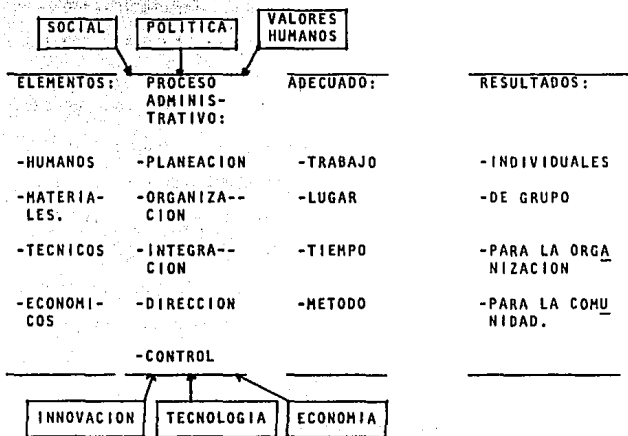 SOCIAL POLITICA VALORES
HUMANOS
ELEMENTOS: PROCESO ADECUADO: RESULTADOS:
ADMINIS-
TRATIVO:
-HUMANOS -PLANEACION -TRABAJO -INDIVIDUALES
-MATERIA- -ORGANIZA-- -LUGAR -DE GRUPO
LES. CION
-TECNICOS -INTEGRA-- -TIEMPO -PARA LA ORGA
CION NIZACION
-ECONOMI- -DIRECCION -METODO -PARA LA COMU
COS NIDAD.
-CONTROL
INNOVACION TECNOLOGIA ECONOMIA